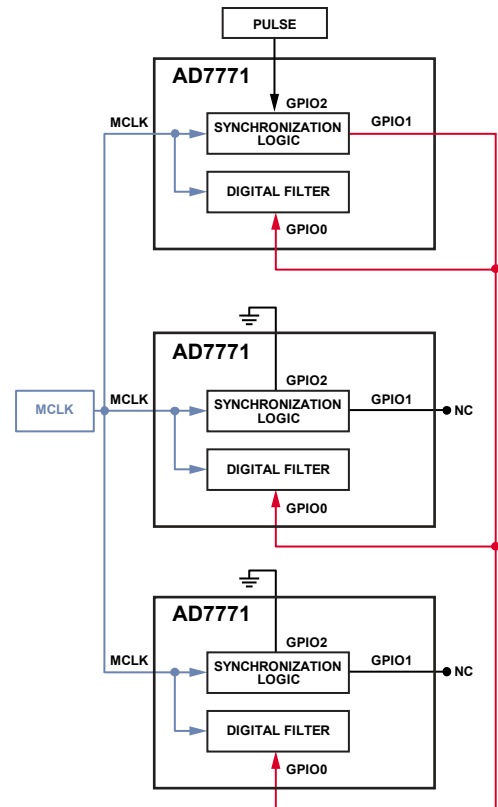 PULSE
AD7771
GPIO2
MCLK
SYNCHRONIZATION
LOGIC
GPIO1
DIGITAL FILTER
GPIO0
AD7771
GPIO2
MCLK
MCLK
SYNCHRONIZATION
LOGIC
GPIO1
NC
DIGITAL FILTER
GPIO0
AD7771
GPIO2
MCLK
SYNCHRONIZATION
LOGIC
GPIO1
NC
DIGITAL FILTER
GPIO0